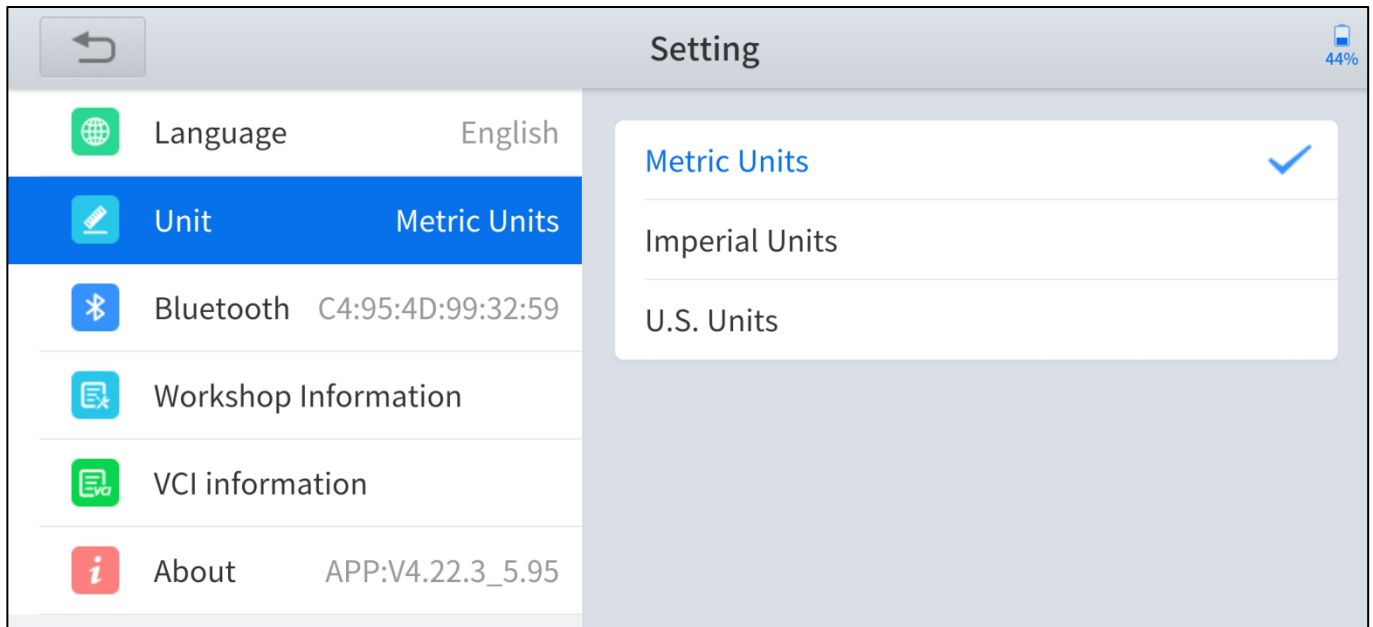 Setting
44%
Language English
Unit Metric Units
Bluetooth C4:95:4D:99:32:59
Workshop Information
VCI information
About APP:V4.22.3_5.95
Metric Units
Imperial Units
U.S. Units